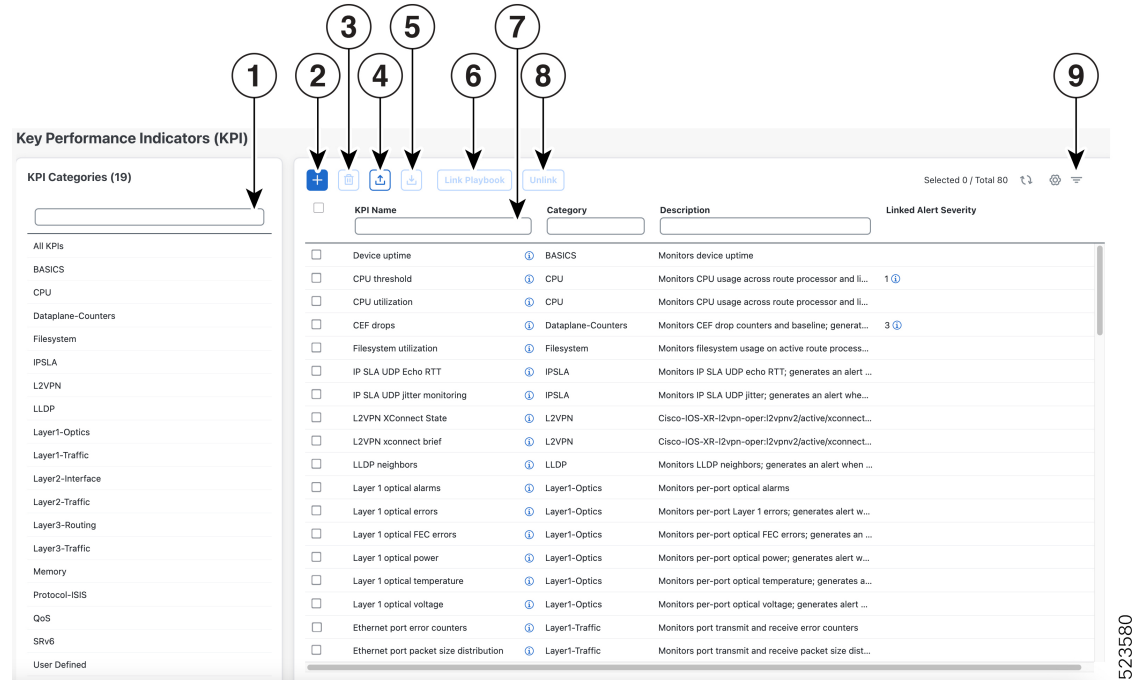 3
5
7
1
2
4
6
8
9
Key Performance Indicators (KPI)
KPI Categories (19)
Link Playbook
Unlink
Selected 0 / Total 80
KPI Name
Category
Description
Linked Alert Severity
All KPIs
BASICS
CPU
Dataplane-Counters
Filesystem
IPSLA
L2VPN
LLDP
Layer1-Optics
Layer1-Traffic
Layer2-Interface
Layer2-Traffic
Layer3-Routing
Layer3-Traffic
Memory
Protocol-ISIS
QoS
SRv6
User Defined
Device uptime BASICS Monitors device uptime
CPU threshold CPU Monitors CPU usage across route processor and li... 1
CPU utilization CPU Monitors CPU usage across route processor and li...
CEF drops Dataplane-Counters Monitors CEF drop counters and baseline; generat... 3
Filesystem utilization Filesystem Monitors filesystem usage on active route process...
IP SLA UDP Echo RTT IPSLA Monitors IP SLA UDP echo RTT; generates an alert ...
IP SLA UDP jitter monitoring IPSLA Monitors IP SLA UDP jitter; generates an alert whe...
L2VPN XConnect State L2VPN Cisco-IOS-XR-l2vpn-oper:l2vpnv2/active/xconnect...
L2VPN xconnect brief L2VPN Cisco-IOS-XR-l2vpn-oper:l2vpnv2/active/xconnect...
LLDP neighbors LLDP Monitors LLDP neighbors; generates an alert when ...
Layer 1 optical alarms Layer1-Optics Monitors per-port optical alarms
Layer 1 optical errors Layer1-Optics Monitors per-port Layer 1 errors; generates alert w...
Layer 1 optical FEC errors Layer1-Optics Monitors per-port optical FEC errors; generates an ...
Layer 1 optical power Layer1-Optics Monitors per-port optical power; generates alert w...
Layer 1 optical temperature Layer1-Optics Monitors per-port optical temperature; generates a...
Layer 1 optical voltage Layer1-Optics Monitors per-port optical voltage; generates alert ...
Ethernet port error counters Layer1-Traffic Monitors port transmit and receive error counters
Ethernet port packet size distribution Layer1-Traffic Monitors port transmit and receive packet size dist...
523580